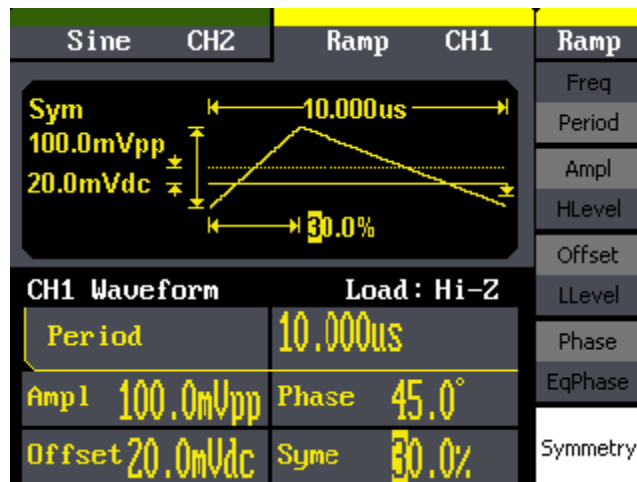 Sine CH2 Ramp CH1 Ramp
Sym 10.000us
100.0mVpp
20.0mVdc
30.0%
CH1 Waveform Load: Hi-Z
Period 10.000us
Ampl 100.0mVpp Phase 45.0°
Offset 20.0mVdc Syme 30.0%
Freq
Period
Ampl
HLevel
Offset
LLevel
Phase
EqPhase
Symmetry